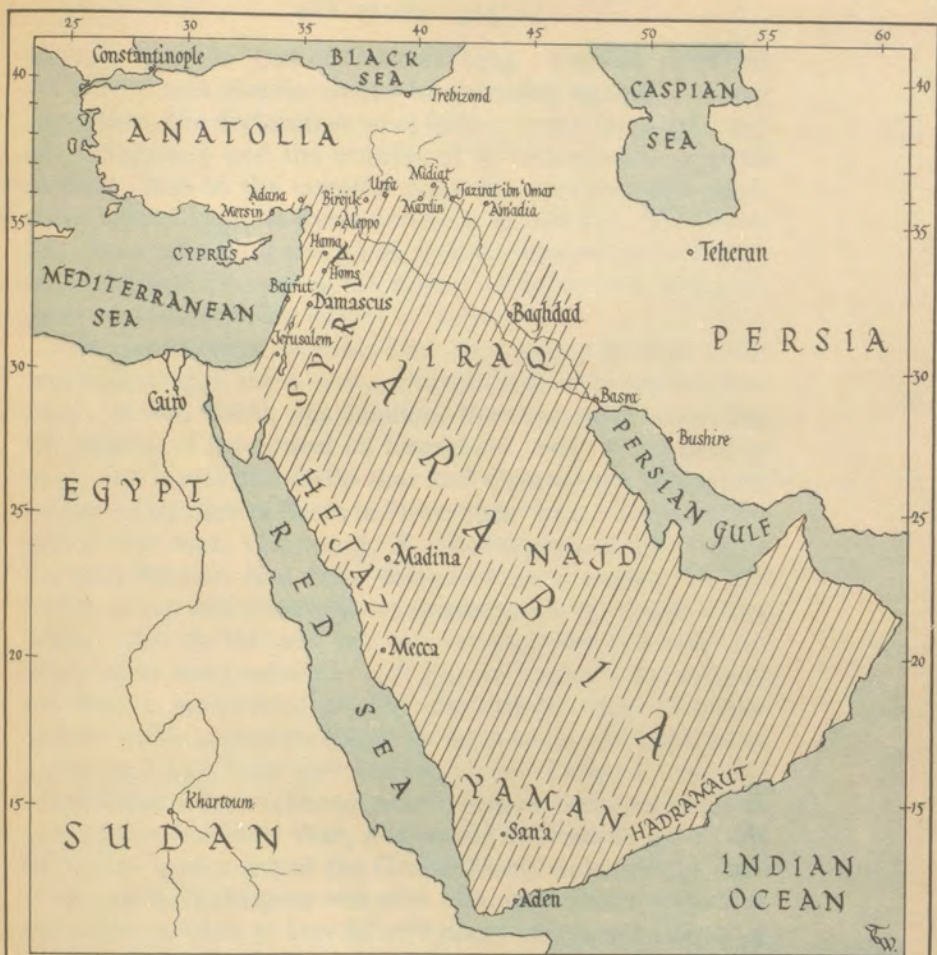 25 30 35 40 45 50 55 60
Constantinople
BLACK
SEA
CASPIAN
SEA
40 40
Trebizond
ANATOLIA
Midiat
Urfa
Jazirat ibn 'Omar
Adana
Birejik
Mardin
Am'adia
Mersin
35 35
Aleppo
Hama
CYPRUS
Homs
Teheran
MEDITERRANEAN
SEA
Bairut
Damascus
Baghdad
SYRIA
Jerusalem
IRAQ
PERSIA
30 30
Cairo
Basra
Bushire
ARABIA
PERSIAN GULF
EGYPT
HEJAZ
25 25
Madina
NAJD
RED SEA
Mecca
20 20
Khartoum
15 15
YAMAN
HADRAMAUT
San'a
SUDAN
INDIAN
OCEAN
Aden